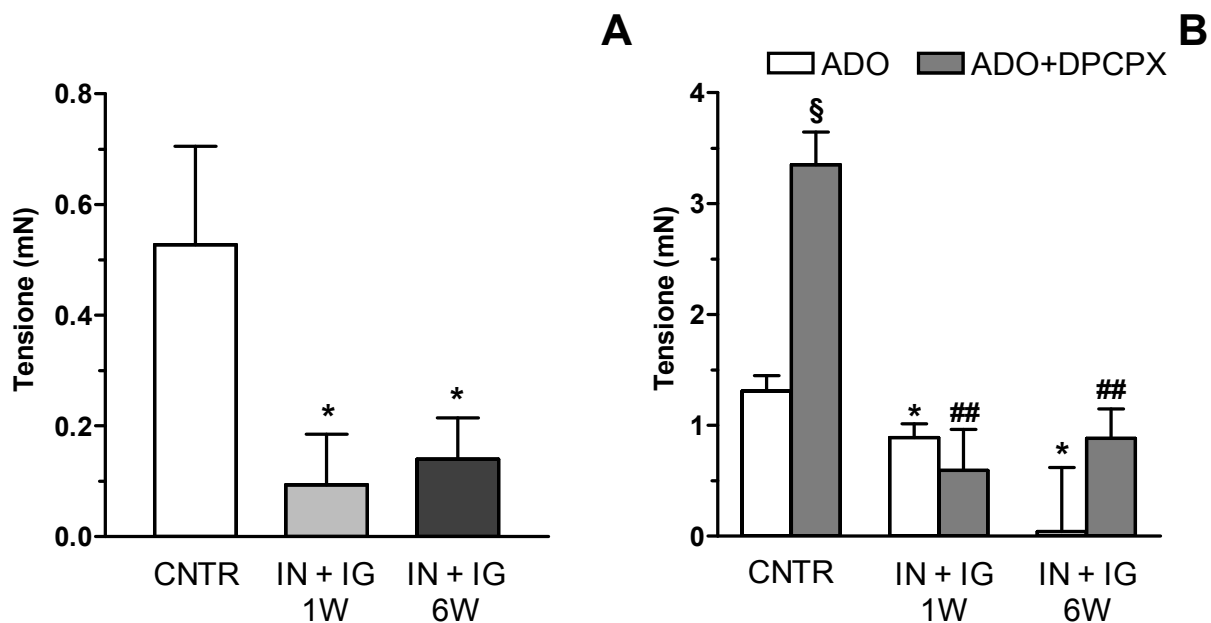 A
Tensione (mN)
0.8
0.6
0.4
0.2
0.0
*
*
CNTR
IN + IG
1W
IN + IG
6W
B
ADO
ADO+DPCPX
Tensione (mN)
4
3
2
1
0
§
*
##
*
##
CNTR
IN + IG
1W
IN + IG
6W